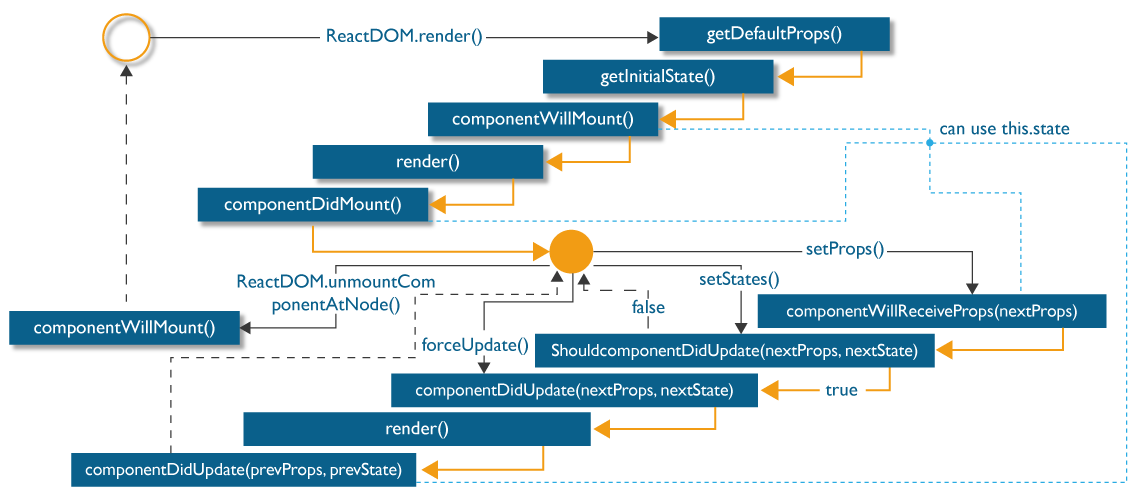 ReactDOM.render()
getDefaultProps()
getInitialState()
componentWillMount()
can use this.state
render()
componentDidMount()
setProps()
ReactDOM.unmountCom
ponentAtNode()
setStates()
false
componentWillReceiveProps(nextProps)
componentWillMount()
forceUpdate()
ShouldcomponentDidUpdate(nextProps, nextState)
componentDidUpdate(nextProps, nextState)
true
render()
componentDidUpdate(prevProps, prevState)